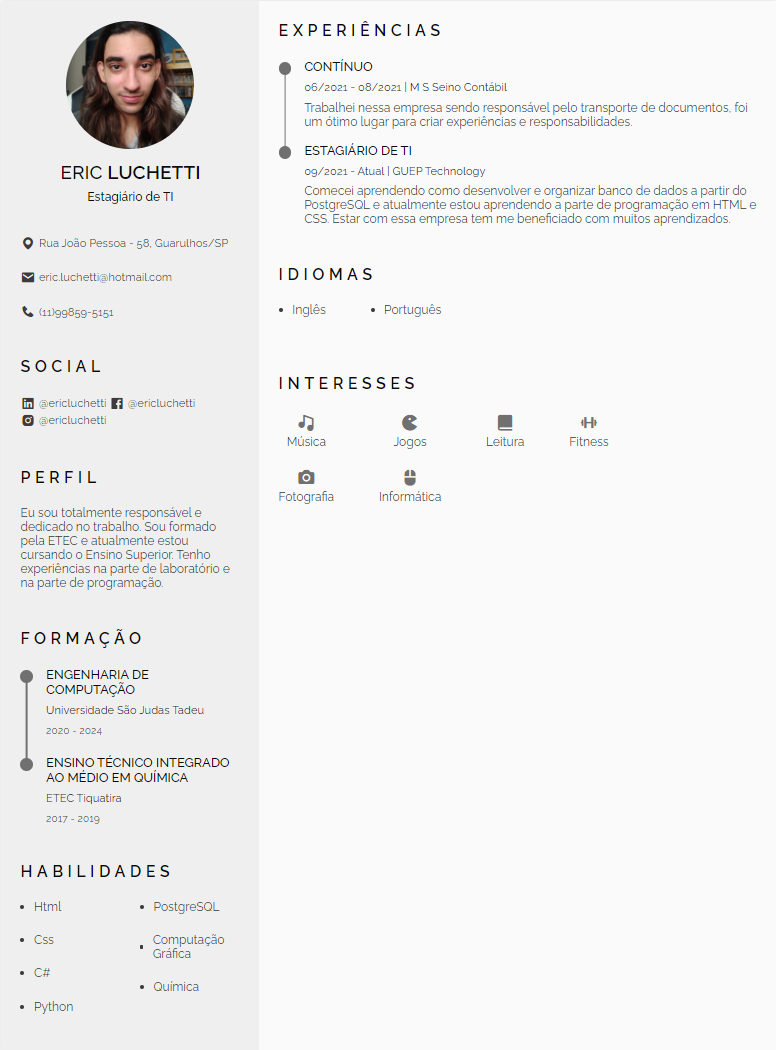 ERIC LUCHETTI
Estagiário de TI
Rua João Pessoa - 58, Guarulhos/SP
eric.luchetti@hotmail.com
(11)99859-5151
SOCIAL
@ericluchetti @ericluchetti
@ericluchetti
PERFIL
Eu sou totalmente responsável e
dedicado no trabalho. Sou formado
pela ETEC e atualmente estou
cursando o Ensino Superior. Tenho
experiências na parte de laboratório e
na parte de programação.
FORMAÇÃO
ENGENHARIA DE
COMPUTAÇÃO
Universidade São Judas Tadeu
2020 - 2024
ENSINO TÉCNICO INTEGRADO
AO MÉDIO EM QUÍMICA
ETEC Tiquatira
2017 - 2019
HABILIDADES
• Html
• PostgreSQL
• Css
• Computação
Gráfica
• C#
• Química
• Python
EXPERIÊNCIAS
CONTÍNUO
06/2021 - 08/2021 | M S Seino Contábil
Trabalhei nessa empresa sendo responsável pelo transporte de documentos, foi
um ótimo lugar para criar experiências e responsabilidades.
ESTAGIÁRIO DE TI
09/2021 - Atual | GUEP Technology
Comecei aprendendo como desenvolver e organizar banco de dados a partir do
PostgreSQL e atualmente estou aprendendo a parte de programação em HTML e
CSS. Estar com essa empresa tem me beneficiado com muitos aprendizados.
IDIOMAS
• Inglês • Português
INTERESSES
Música Jogos Leitura Fitness
Fotografia Informática